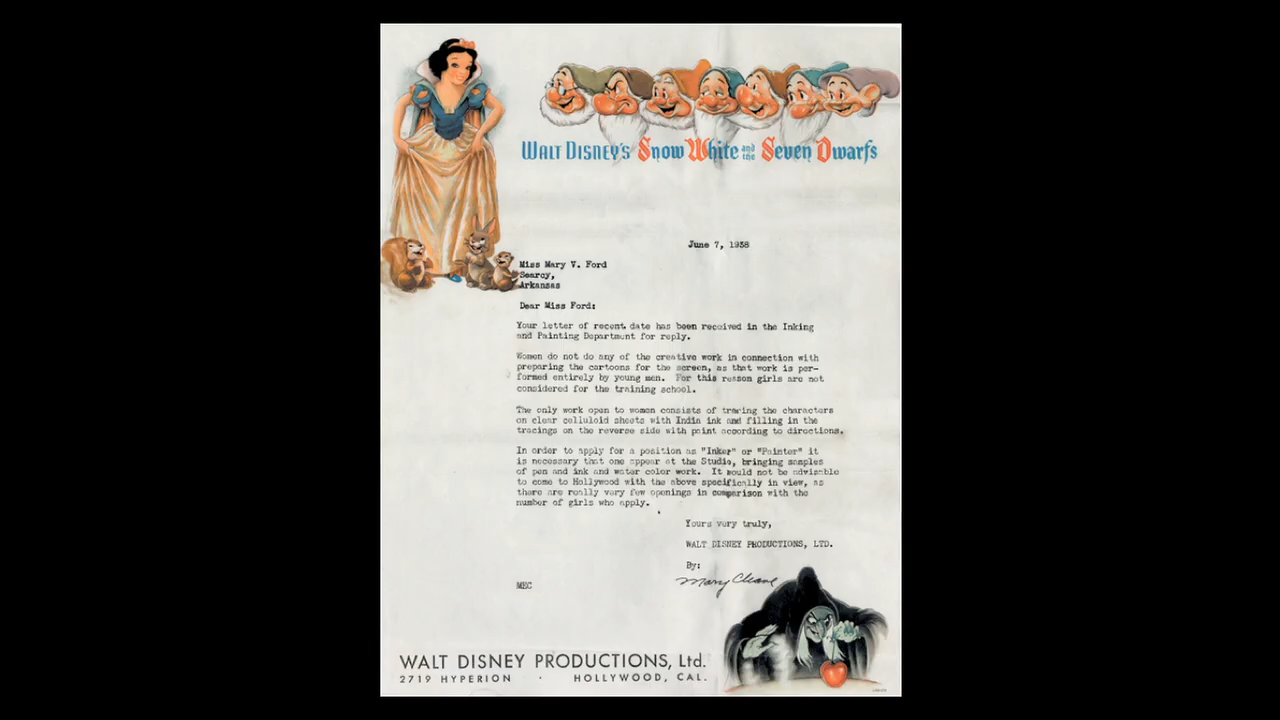 WALT DISNEY'S Snow White and the Seven Dwarfs
June 7, 1938
Miss Mary V. Ford
Searcy,
Arkansas
Dear Miss Ford:
Your letter of recent date has been received in the Inking
and Painting Department for reply.
Women do not do any of the creative work in connection with
preparing the cartoons for the screen, as that work is per-
formed entirely by young men. For this reason girls are not
considered for the training school.
The only work open to women consists of tracing the characters
on clear celluloid sheets with India ink and filling in the
tracings on the reverse side with paint according to directions.
In order to apply for a position as "Inker" or "Painter" it
is necessary that one appear at the Studio, bringing samples
of pen and ink and water color work. It would not be advisable
to come to Hollywood with the above specifically in view, as
there are really very few openings in comparison with the
number of girls who apply.
Yours very truly,
WALT DISNEY PRODUCTIONS, LTD.
By:
Mary Cleave
MEC
WALT DISNEY PRODUCTIONS, Ltd.
2719 HYPERION · HOLLYWOOD, CAL.